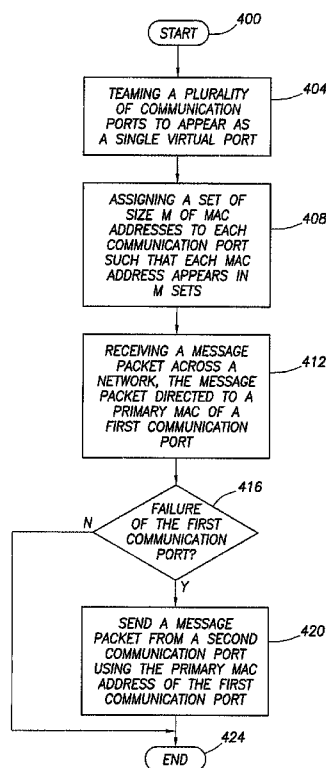 START
400
TEAMING A PLURALITY
OF COMMUNICATION
PORTS TO APPEAR AS
A SINGLE VIRTUAL PORT
404
ASSIGNING A SET OF
SIZE M OF MAC
ADDRESSES TO EACH
COMMUNICATION PORT
SUCH THAT EACH MAC
ADDRESS APPEARS IN
M SETS
408
RECEIVING A MESSAGE
PACKET ACROSS A
NETWORK, THE MESSAGE
PACKET DIRECTED TO A
PRIMARY MAC OF A
FIRST COMMUNICATION
PORT
412
FAILURE
OF THE FIRST
COMMUNICATION
PORT?
416
N
Y
SEND A MESSAGE
PACKET FROM A SECOND
COMMUNICATION PORT
USING THE PRIMARY MAC
ADDRESS OF THE FIRST
COMMUNICATION PORT
420
END
424